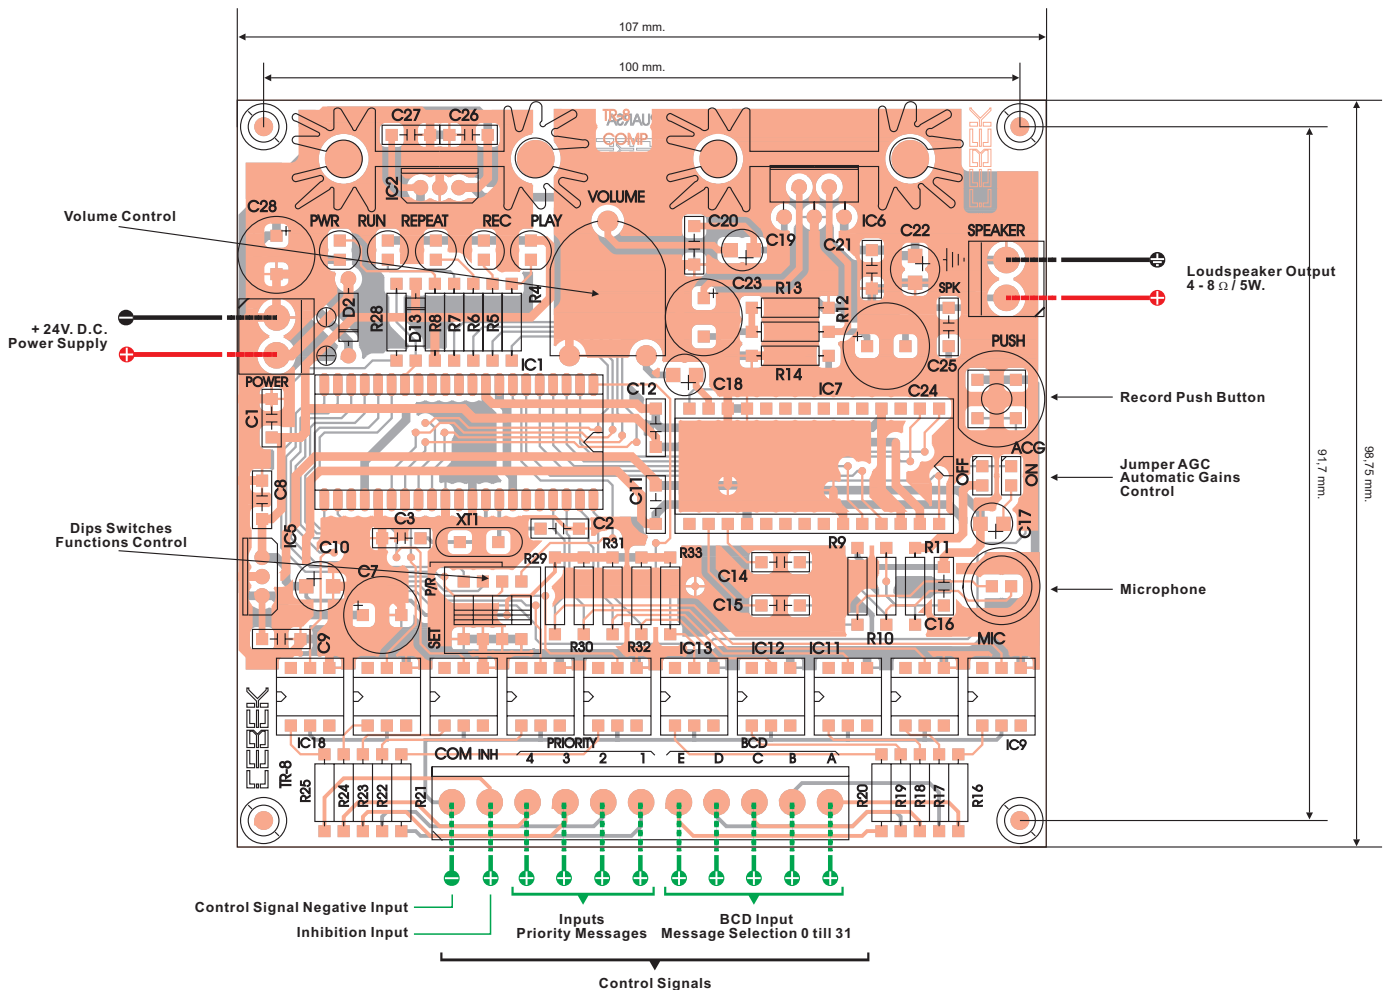 107 mm.
100 mm.
C27 C26
TR-8
COMP
CEBEK
IC2
VOLUME
C28
PWR RUN REPEAT REC PLAY
C20
C19
IC6
C21
C22
SPEAKER
Volume Control
Loudspeaker Output
4 - 8 Ω / 5W.
C23
R13
R12
SPK
D2
R28
D13
R8
R7
R6
R5
R4
+ 24V. D.C.
Power Supply
PUSH
R14
C25
POWER
IC1
C18
IC7
C24
C12
C1
Record Push Button
98,75 mm.
91,7 mm.
ACG
OFF
ON
Jumper AGC
Automatic Gains
Control
C8
C11
C17
IC5
C3
XT1
C2
Dips Switches
Functions Control
R31
R29
R33
R9
R11
C10
C7
P/R
C14
C15
Microphone
SET
C16
C9
R30
R32
R10
MIC
IC13 IC12 IC11
IC18
IC9
CEBEK
TR-8
PRIORITY
BCD
COM INH 4 3 2 1 E D C B A
R25
R24
R23
R22
R21
R20
R19
R18
R17
R16
Control Signal Negative Input
Inhibition Input
Inputs
Priority Messages
BCD Input
Message Selection 0 till 31
Control Signals